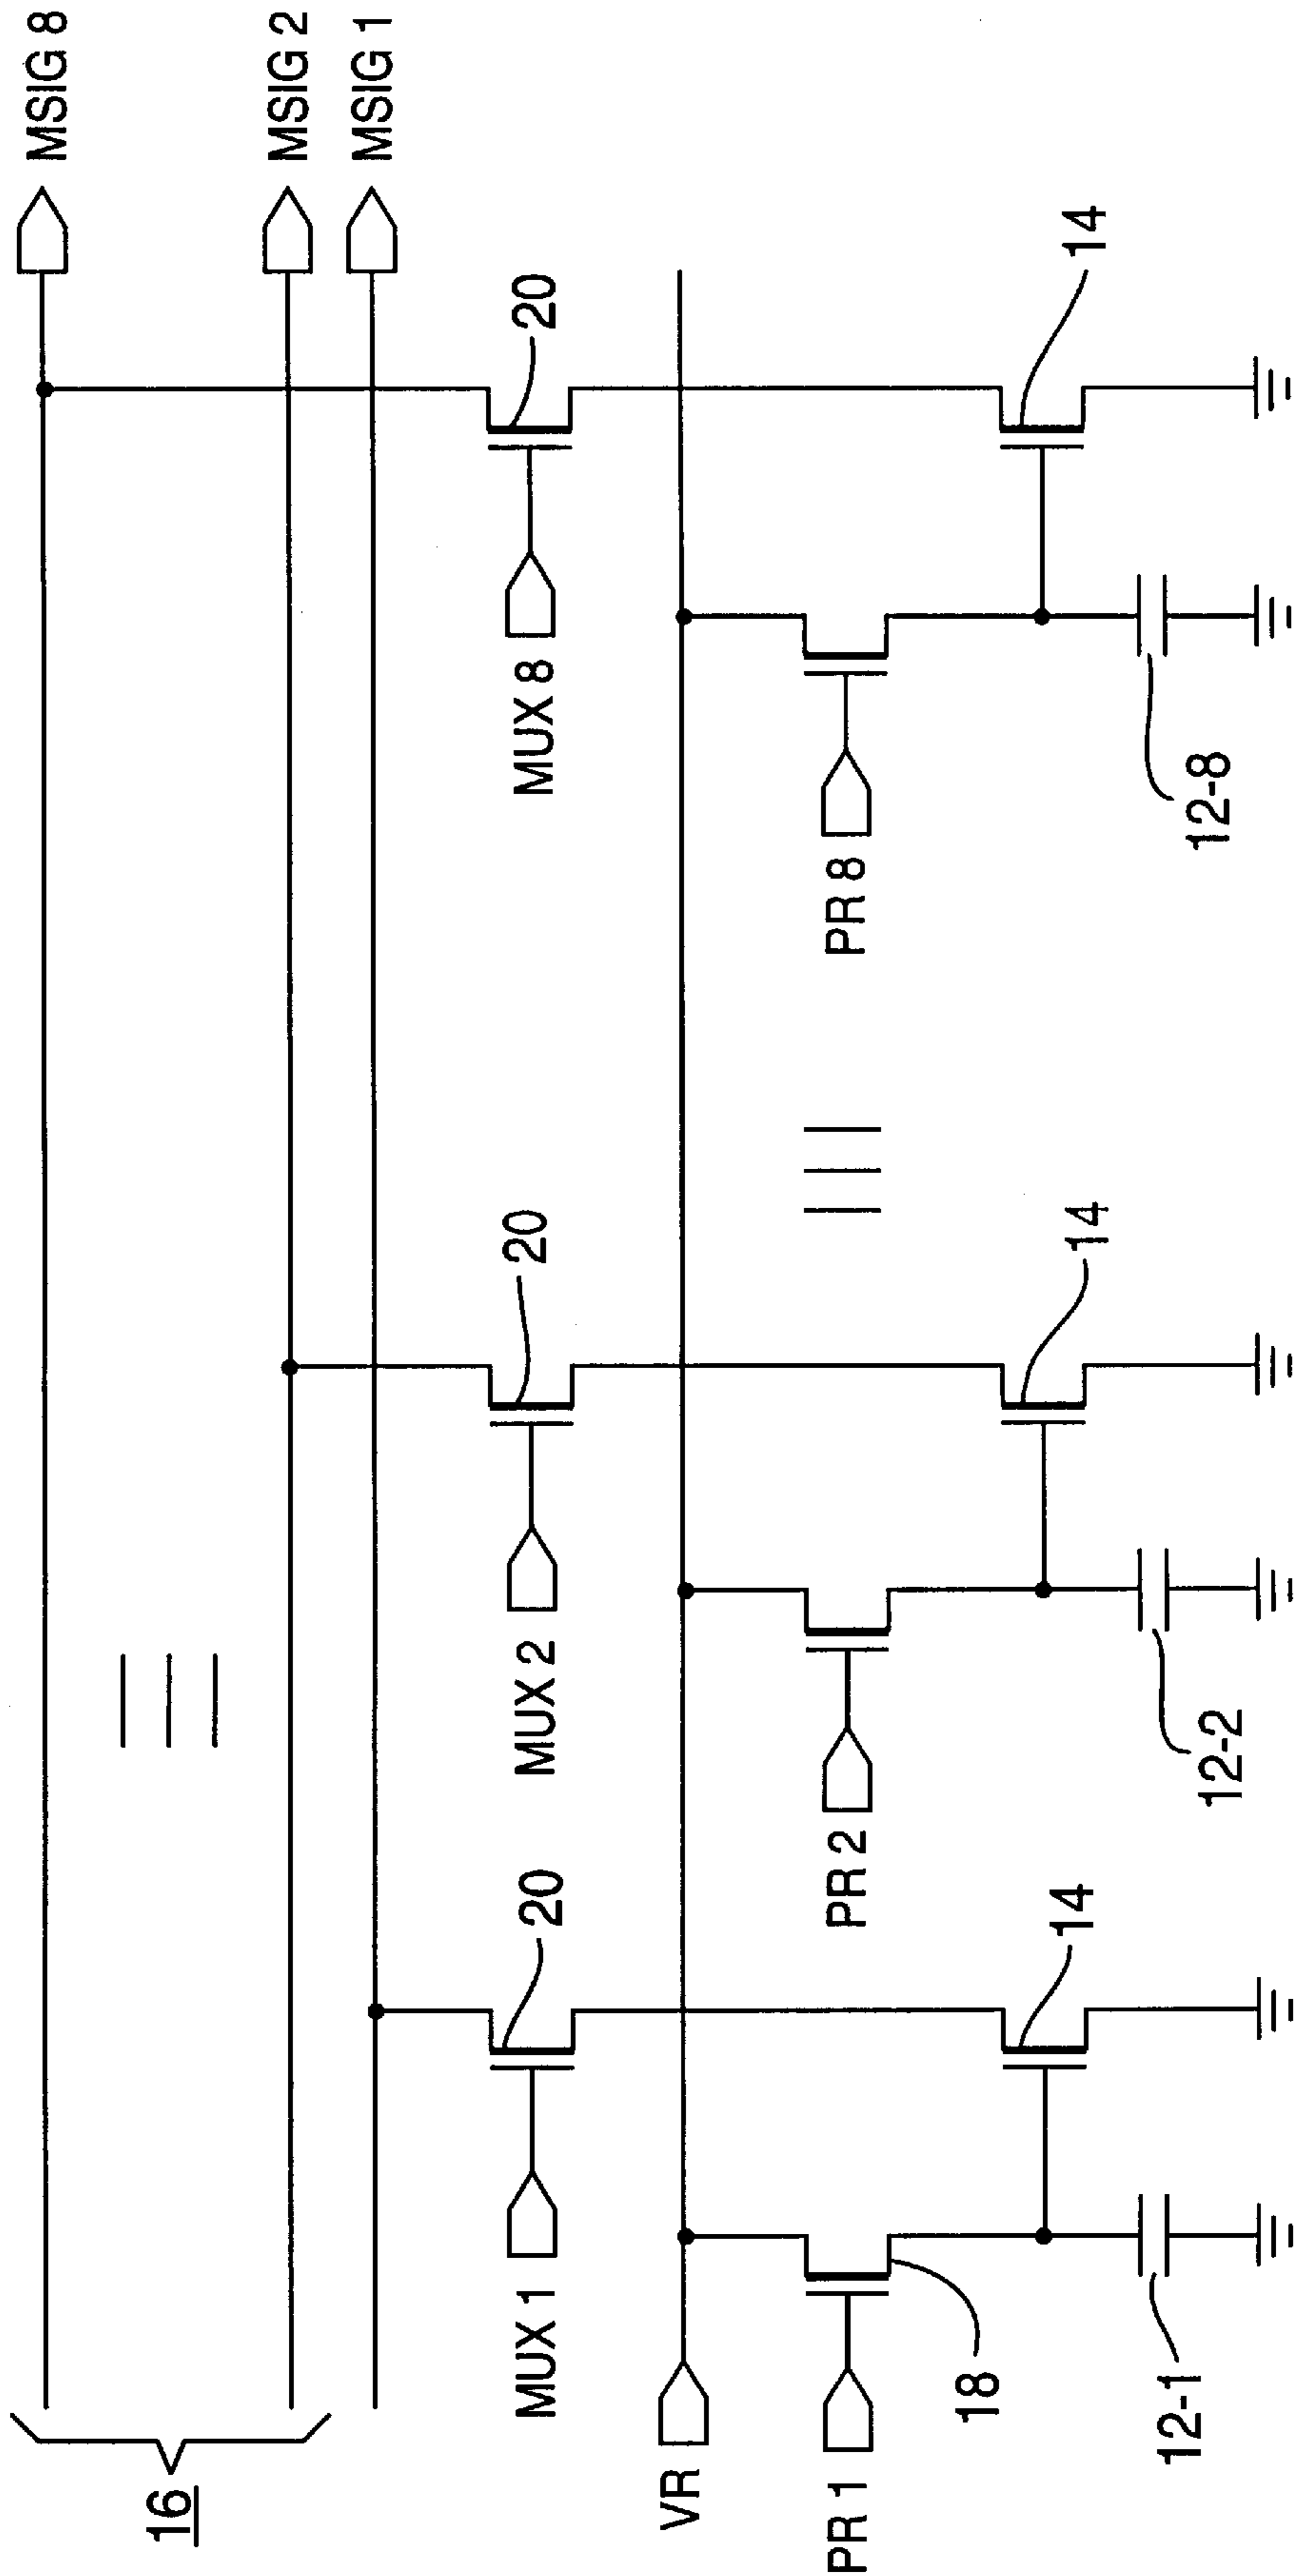 MSIG 8
MSIG 2
MSIG 1
16
20
20
20
MUX 1
MUX 2
MUX 8
VR
PR 1
PR 2
PR 8
18
14
14
14
12-1
12-2
12-8